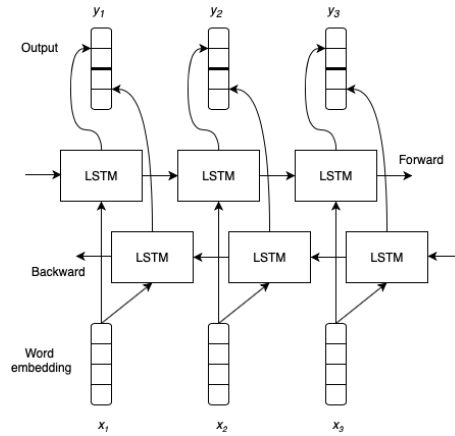 y1 y2 y3
Output
LSTM LSTM LSTM Forward
LSTM LSTM LSTM
Backward
Word
embedding
x1 x2 x3